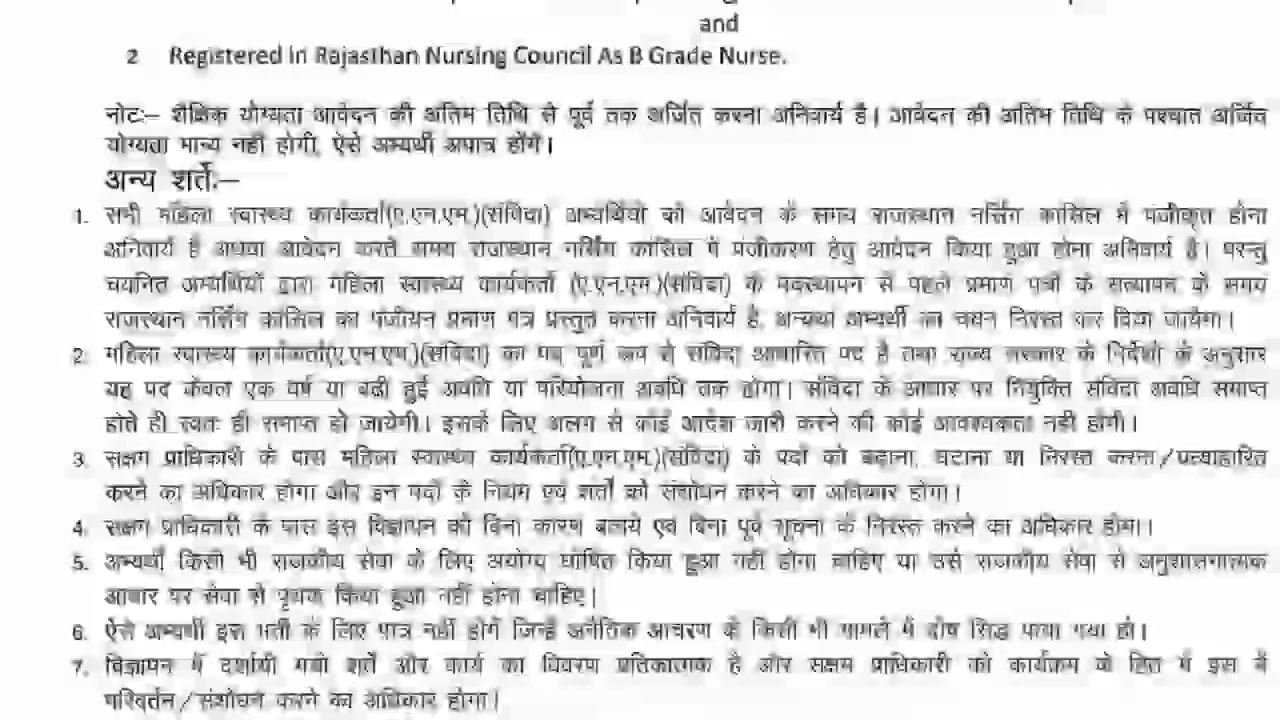 and
2 Registered in Rajasthan Nursing Council As B Grade Nurse.
नोटः– शैक्षिक योग्यता आवेदन की अंतिम तिथि से पूर्व तक अर्जित करना अनिवार्य है। आवेदन की अंतिम तिथि के पश्चात अर्जित
योग्यता मान्य नहीं होगी, ऐसे अभ्यर्थी अपात्र होंगे।
अन्य शर्तेः–
1. सभी महिला स्वास्थ्य कार्यकर्ता(ए.एन.एम.)(संविदा) अभ्यर्थियों को आवेदन के समय राजस्थान नर्सिंग कांसिल में पंजीकृत होना
अनिवार्य है अथवा आवेदन करते समय राजस्थान नर्सिंग कांसिल में पंजीकरण हेतु आवेदन किया हुआ होना अनिवार्य है। परन्तु
चयनित अभ्यर्थियों द्वारा महिला स्वास्थ्य कार्यकर्ता (ए.एन.एम.)(संविदा) के पदस्थापन से पहले प्रमाण पत्रों के सत्यापन के समय
राजस्थान नर्सिंग कांसिल का पंजीयन प्रमाण पत्र प्रस्तुत करना अनिवार्य है, अन्यथा अभ्यर्थी का चयन निरस्त कर दिया जायेगा।
2. महिला स्वास्थ्य कार्यकर्ता(ए.एन.एम.)(संविदा) का पद पूर्ण रूप से संविदा आधारित पद है तथा राज्य सरकार के निर्देशों के अनुसार
यह पद केवल एक वर्ष या बढी हुई अवधि या परियोजना अवधि तक होगा। संविदा के आधार पर नियुक्ति संविदा अवधि समाप्त
होते ही स्वतः ही समाप्त हो जायेगी। इसके लिए अलग से कोई आदेश जारी करने की कोई आवश्यकता नहीं होगी।
3. सक्षम प्राधिकारी के पास महिला स्वास्थ्य कार्यकर्ता(ए.एन.एम.)(संविदा) के पदों को बढाना, घटाना या निरस्त करना/प्रत्याहारित
करने का अधिकार होगा और इन पदों के नियम एवं शर्तों को संशोधन करने का अधिकार होगा।
4. सक्षम प्राधिकारी के पास इस विज्ञापन को बिना कारण बताये एवं बिना पूर्व सूचना के निरस्त करने का अधिकार होगा।
5. अभ्यर्थी किसी भी राजकीय सेवा के लिए अयोग्य घोषित किया हुआ नहीं होना चाहिए या उसे राजकीय सेवा से अनुशासनात्मक
आधार पर सेवा से पृथक किया हुआ नहीं होना चाहिए।
6. ऐसे अभ्यर्थी इस भर्ती के लिए पात्र नहीं होगें जिन्हें अनैतिक आचरण के किसी भी मामले में दोष सिद्ध पाया गया हो।
7. विज्ञापन में दर्शायी गयी शर्तें और कार्य का विवरण प्रतिकात्मक है और सक्षम प्राधिकारी को कार्यक्रम के हित में इस में
परिवर्तन/संशोधन करने का अधिकार होगा।